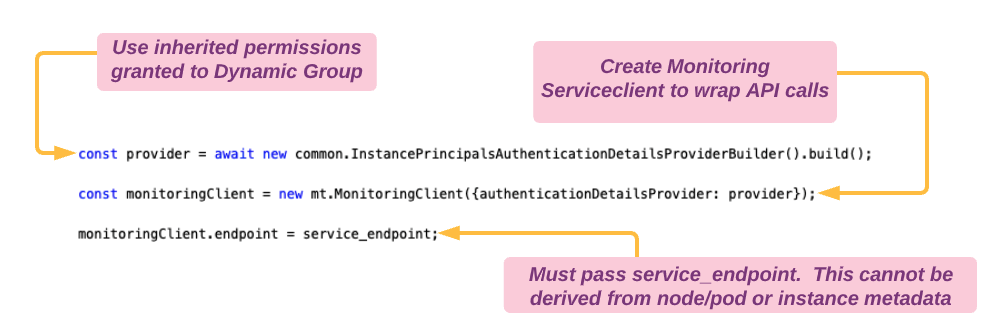 Use inherited permissions
granted to Dynamic Group
Create Monitoring
Serviceclient to wrap API calls
const provider = await new common.InstancePrincipalsAuthenticationDetailsProviderBuilder().build();
const monitoringClient = new mt.MonitoringClient({authenticationDetailsProvider: provider});
monitoringClient.endpoint = service_endpoint;
Must pass service_endpoint.  This cannot be
derived from node/pod or instance metadata